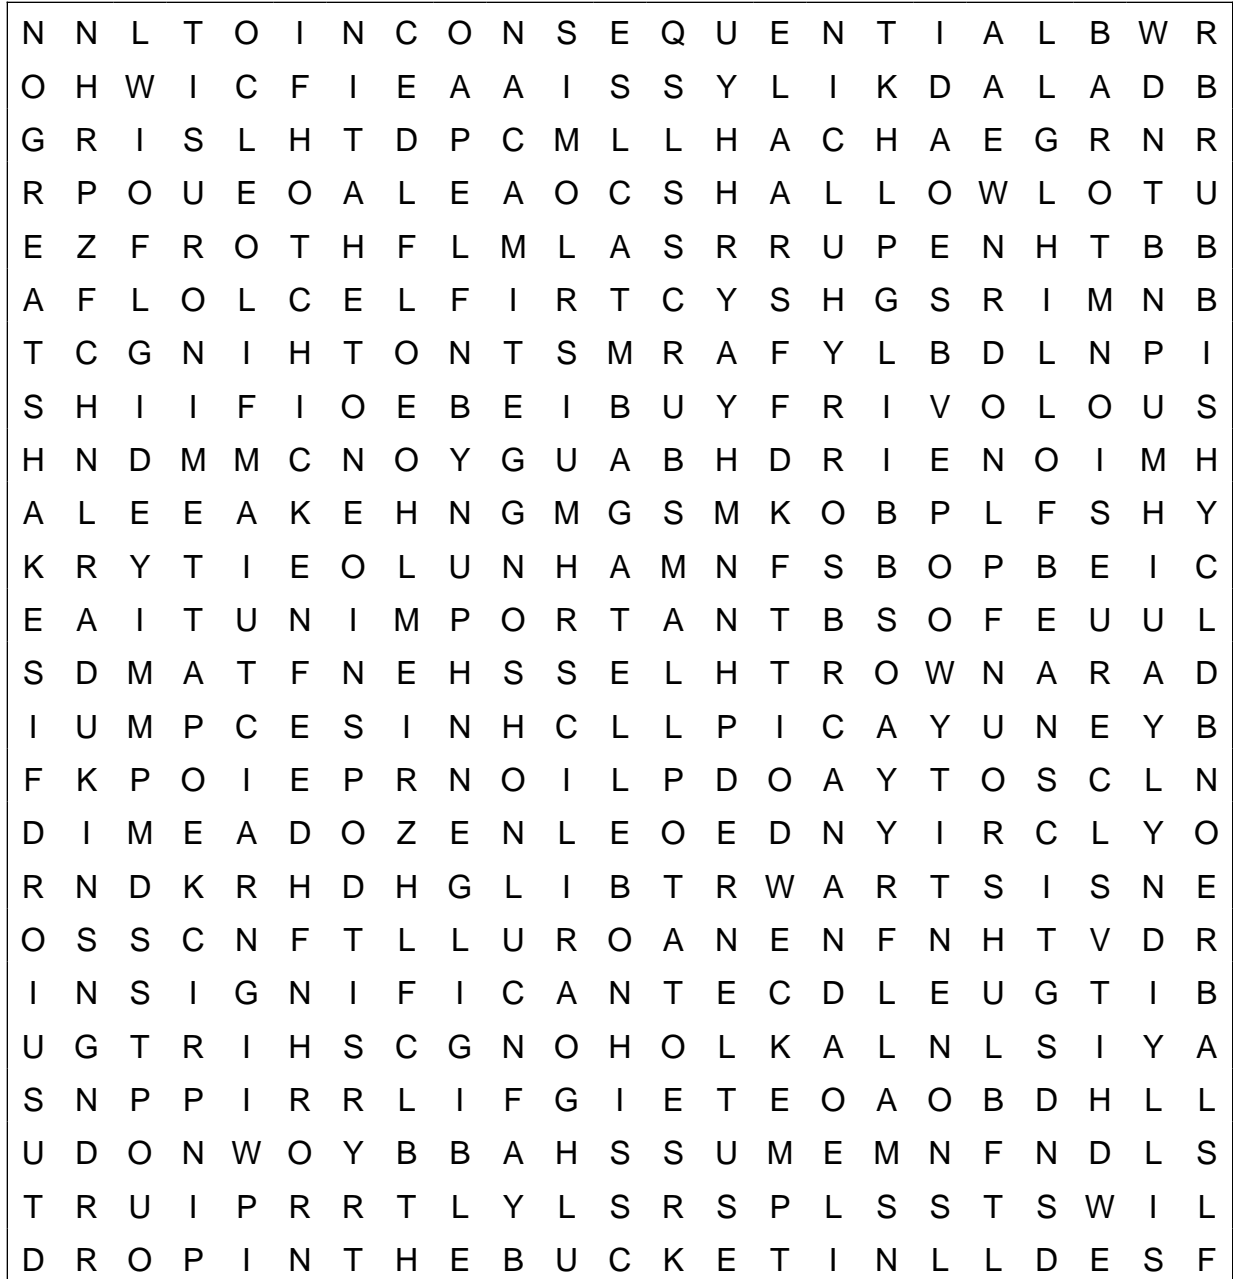 N N L T O I N C O N S E Q U E N T I A L B W R
O H W I C F I E A A I S S Y L I K D A L A D B
G R I S L H T D P C M L L H A C H A E G R N R
R P O U E O A L E A O C S H A L L O W L O T U
E Z F R O T H F L M L A S R R U P E N H T B B
A F L O L C E L F I R T C Y S H G S R I M N B
T C G N I H T O N T S M R A F Y L B D L N P I
S H I I F I O E B E I B U Y F R I V O L O U S
H N D M M C N O Y G U A B H D R I E N O I M H
A L E E A K E H N G M G S M K O B P L F S H Y
K R Y T I E O L U N H A M N F S B O P B E I C
E A I T U N I M P O R T A N T B S O F E U U L
S D M A T F N E H S S E L H T R O W N A R A D
I U M P C E S I N H C L L P I C A Y U N E Y B
F K P O I E P R N O I L P D O A Y T O S C L N
D I M E A D O Z E N L E O E D N Y I R C L Y O
R N D K R H D H G L I B T R W A R T S I S N E
O S S C N F T L L U R O A N E N F N H T V D R
I N S I G N I F I C A N T E C D L E U G T I B
U G T R I H S C G N O H O L K A L N L S I Y A
S N P P I R R L I F G I E T E O A O B D H L L
U D O N W O Y B B A H S S U M E M N F N D L S
T R U I P R R T L Y L S R S P L S S T S W I L
D R O P I N T H E B U C K E T I N L L D E S F